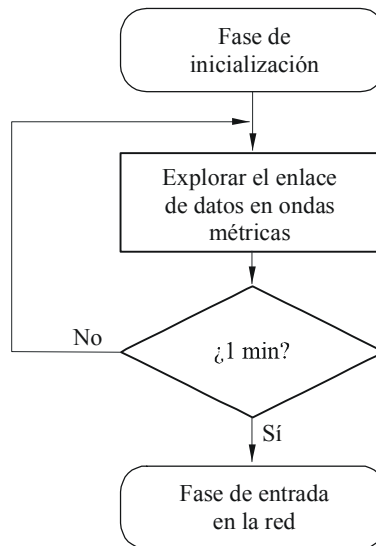 Fase de
inicialización
Explorar el enlace
de datos en ondas
métricas
¿1 min?
No
Sí
Fase de entrada
en la red